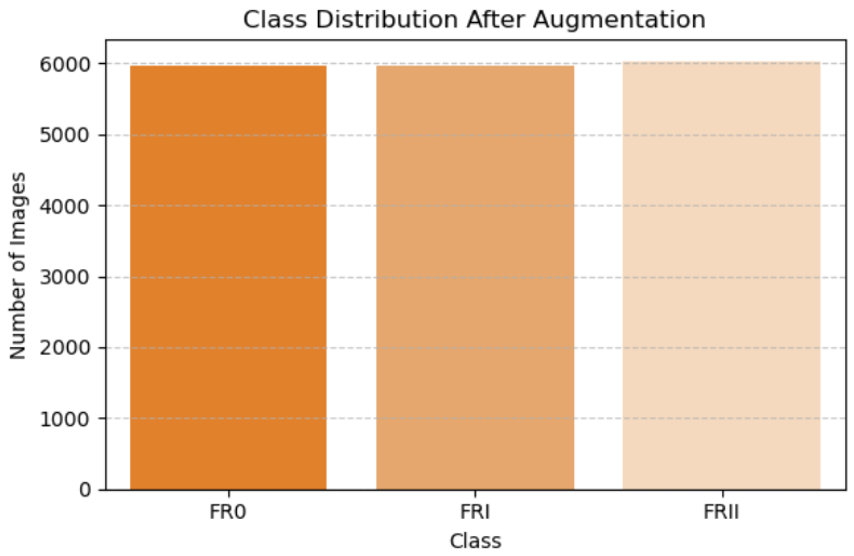 Class Distribution After Augmentation
Number of Images
6000
5000
4000
3000
2000
1000
0
FR0
FRI
FRII
Class